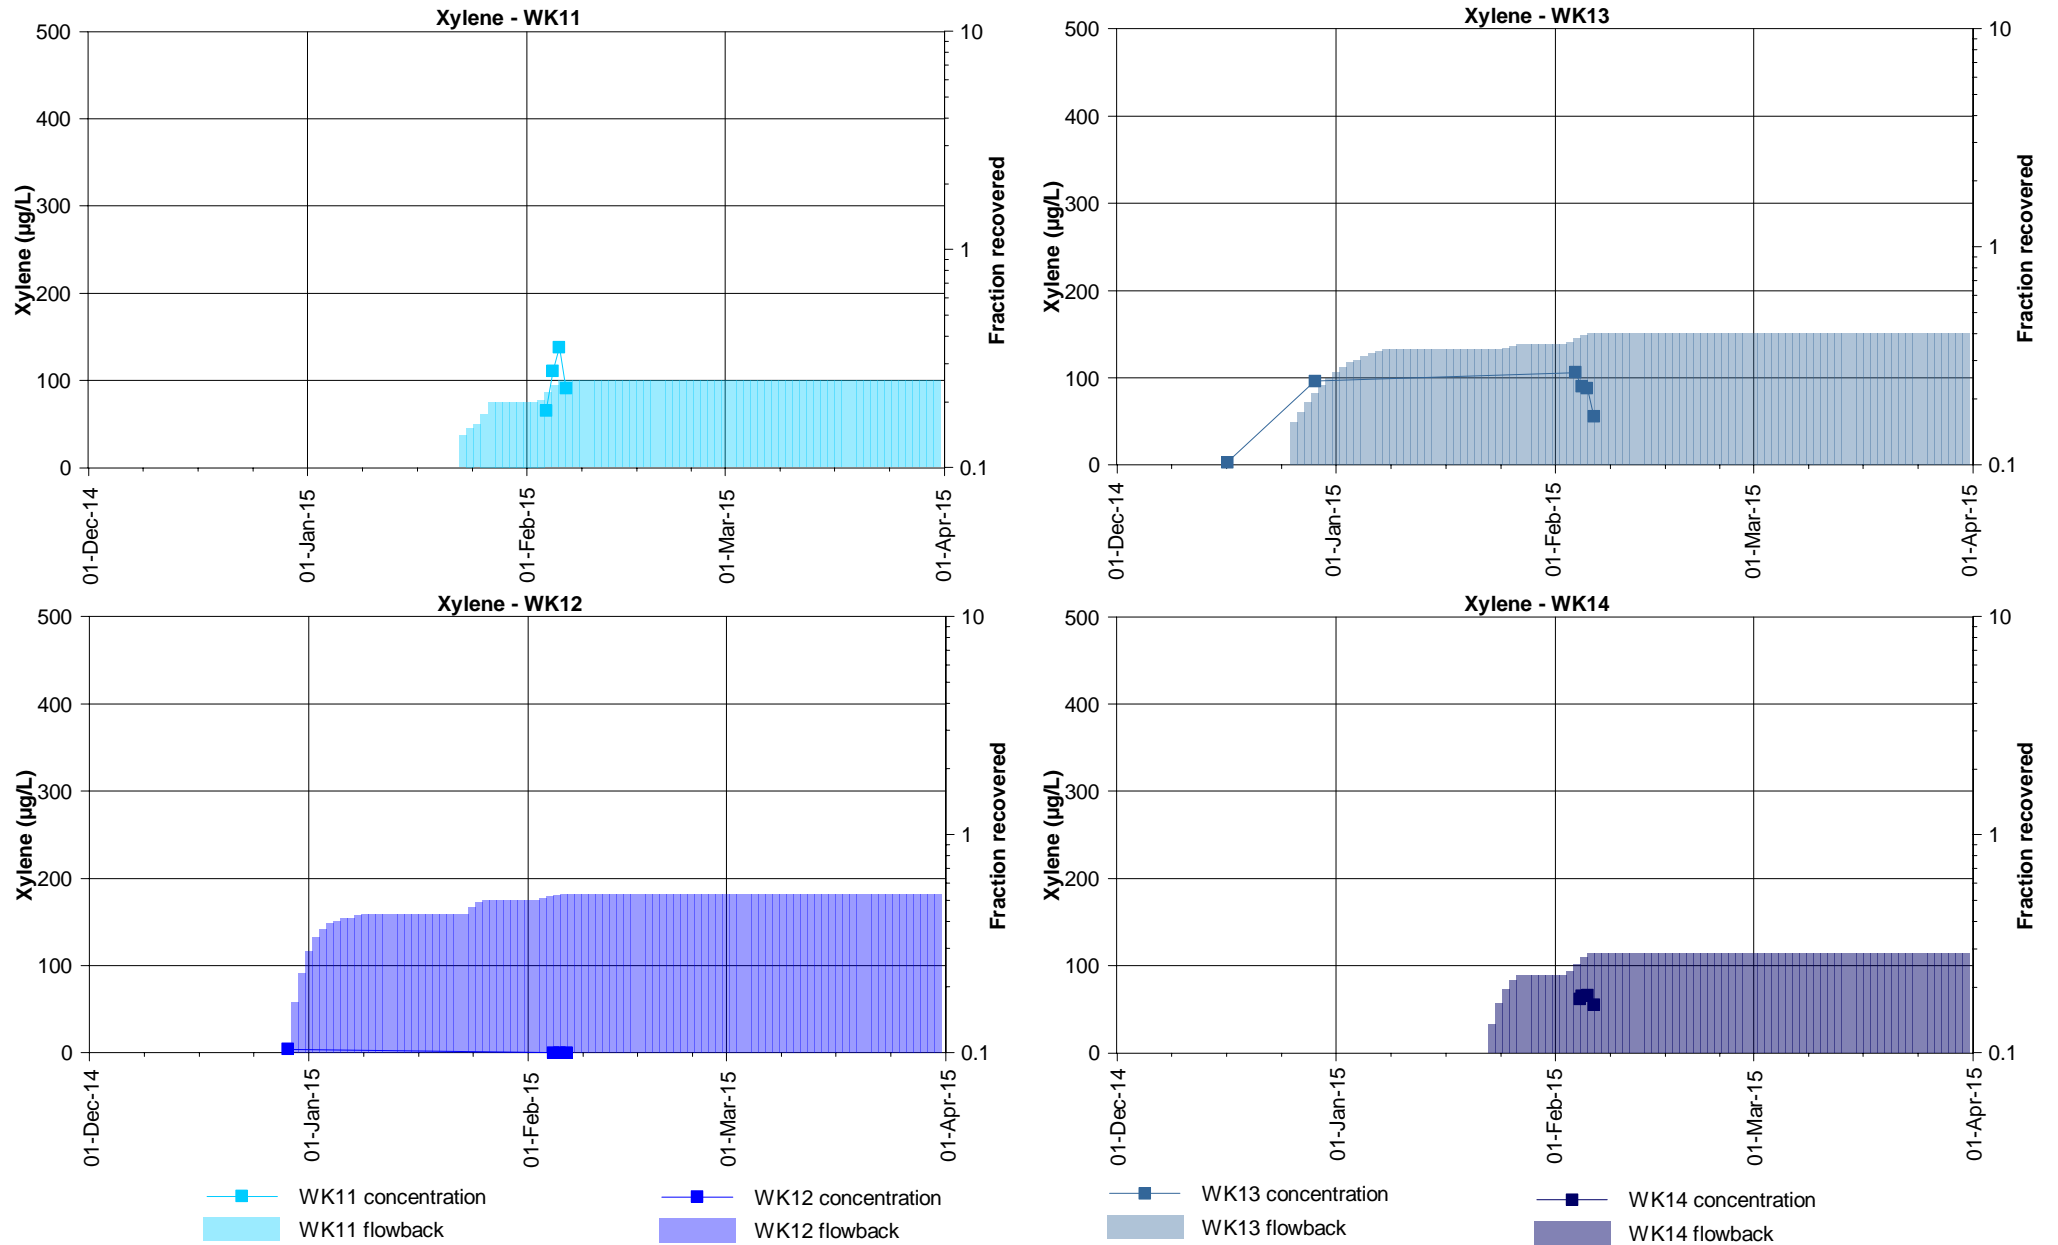 Xylene - WK11
500
400
300
200
100
0
Xylene (µg/L)
10
1
0.1
Fraction recovered
01-Dec-14
01-Jan-15
01-Feb-15
01-Mar-15
01-Apr-15
Xylene - WK13
500
400
300
200
100
0
Xylene (µg/L)
10
1
0.1
Fraction recovered
01-Dec-14
01-Jan-15
01-Feb-15
01-Mar-15
01-Apr-15
Xylene - WK12
500
400
300
200
100
0
Xylene (µg/L)
10
1
0.1
Fraction recovered
01-Dec-14
01-Jan-15
01-Feb-15
01-Mar-15
01-Apr-15
Xylene - WK14
500
400
300
200
100
0
Xylene (µg/L)
10
1
0.1
Fraction recovered
01-Dec-14
01-Jan-15
01-Feb-15
01-Mar-15
01-Apr-15
WK11 concentration
WK11 flowback
WK12 concentration
WK12 flowback
WK13 concentration
WK13 flowback
WK14 concentration
WK14 flowback